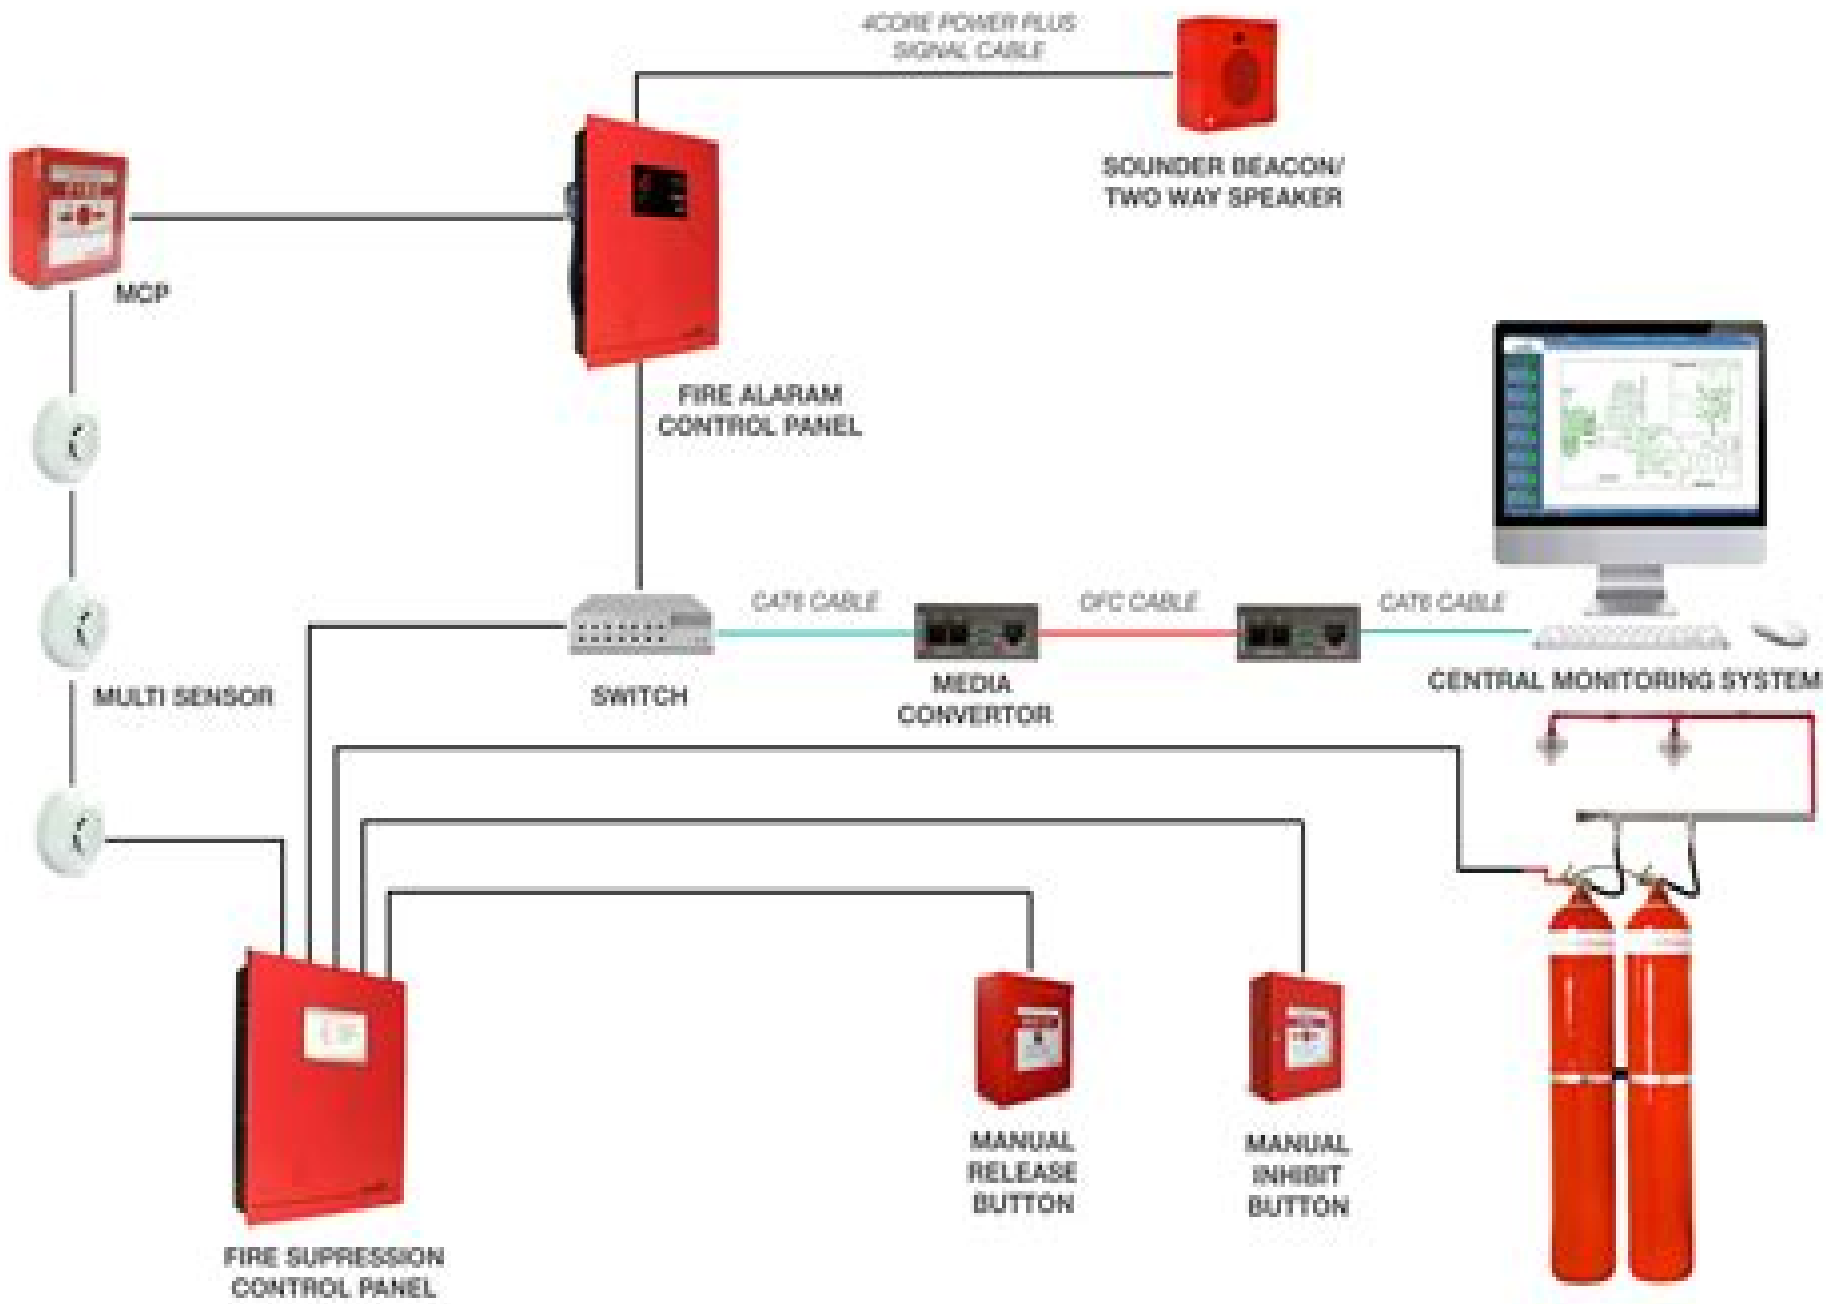 4CORE POWER PLUS
SIGNAL CABLE
SOUNDER BEACON/
TWO WAY SPEAKER
MCP
FIRE ALARAM
CONTROL PANEL
CAT6 CABLE
OFC CABLE
CAT6 CABLE
MULTI SENSOR
SWITCH
MEDIA
CONVERTOR
CENTRAL MONITORING SYSTEM
MANUAL
RELEASE
BUTTON
MANUAL
INHIBIT
BUTTON
FIRE SUPRESSION
CONTROL PANEL